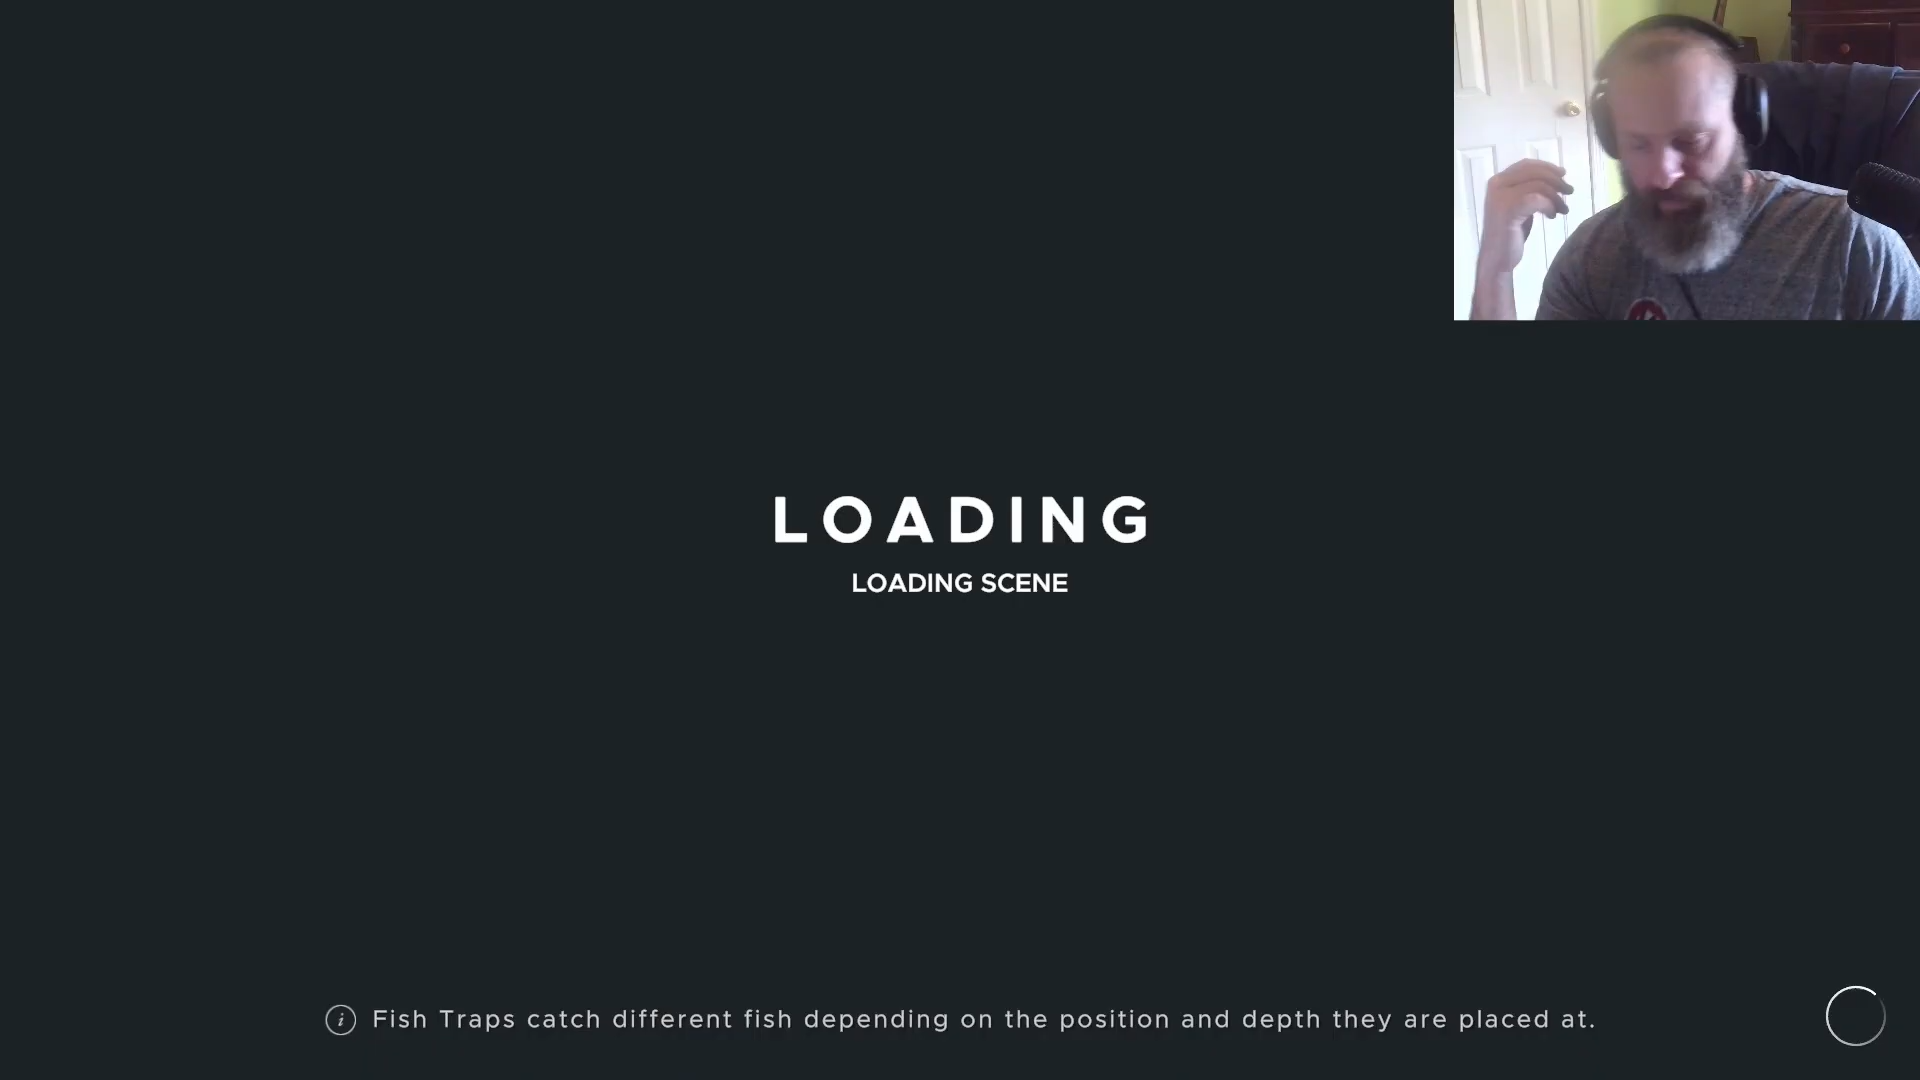 LOADING
LOADING SCENE
i Fish Traps catch different fish depending on the position and depth they are placed at.